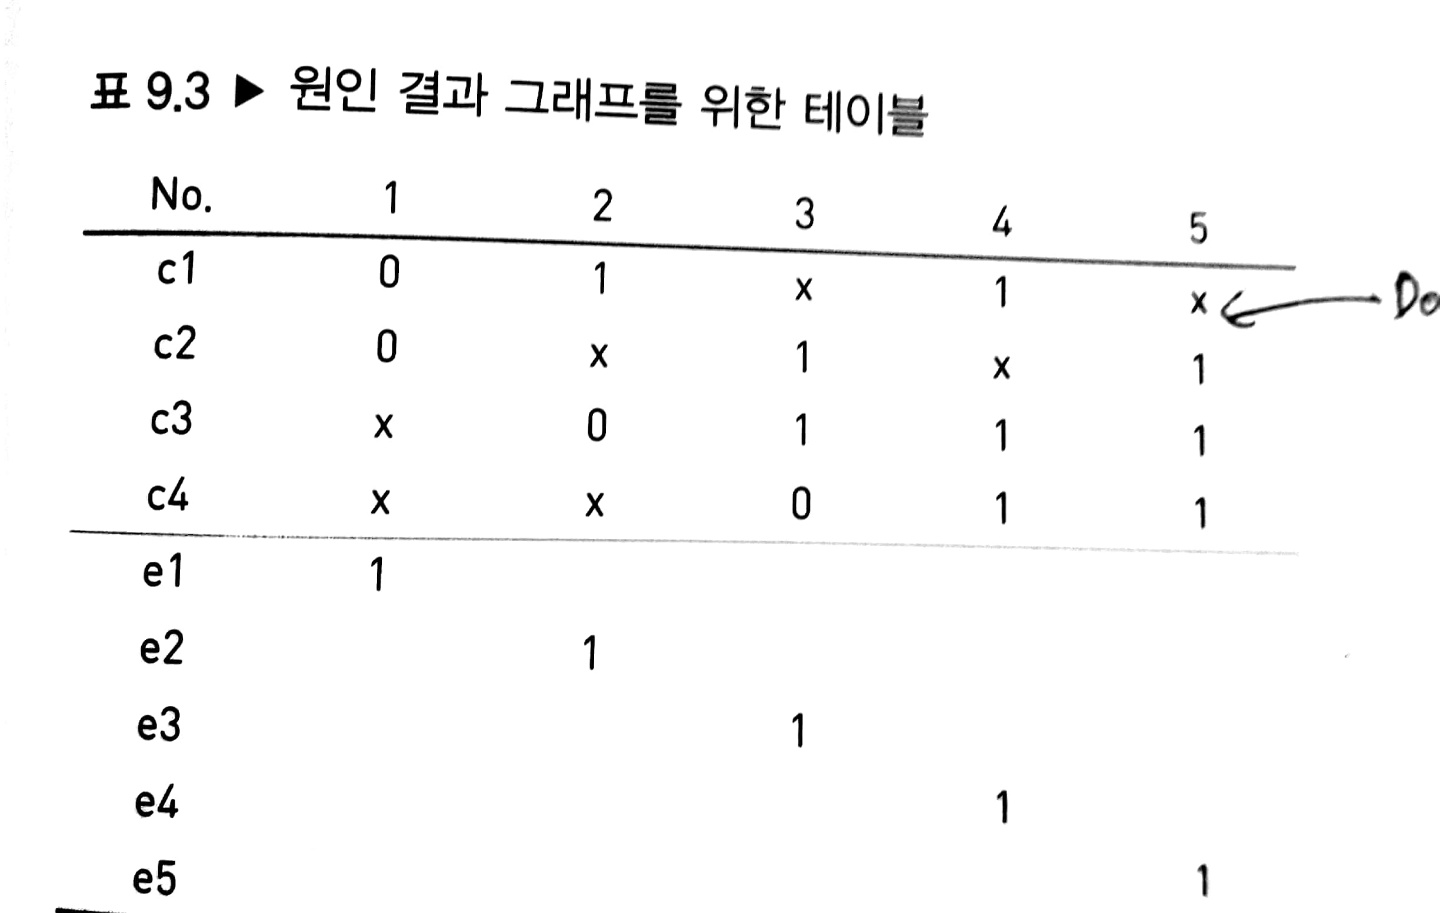 표 9.3 ▶ 원인 결과 그래프를 위한 테이블
No. 1 2 3 4 5
c1 0 1 x 1 x
c2 0 x 1 x 1
c3 x 0 1 1 1
c4 x x 0 1 1
e1 1
e2 1
e3 1
e4 1
e5 1